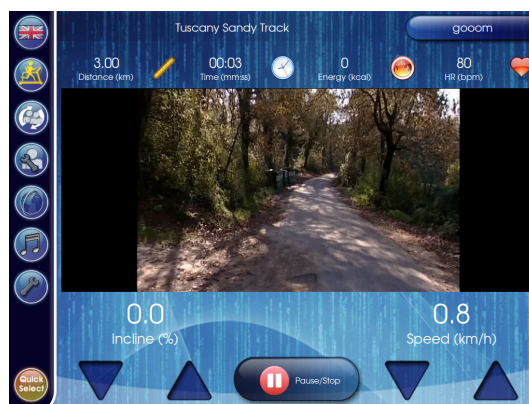 Tuscany Sandy Track
gooom
3.00
Distance (km)
00:03
Time (mm:ss)
0
Energy (kcal)
80
HR (bpm)
0.0
Incline (%)
0.8
Speed (km/h)
Pause/Stop
Quick
Select